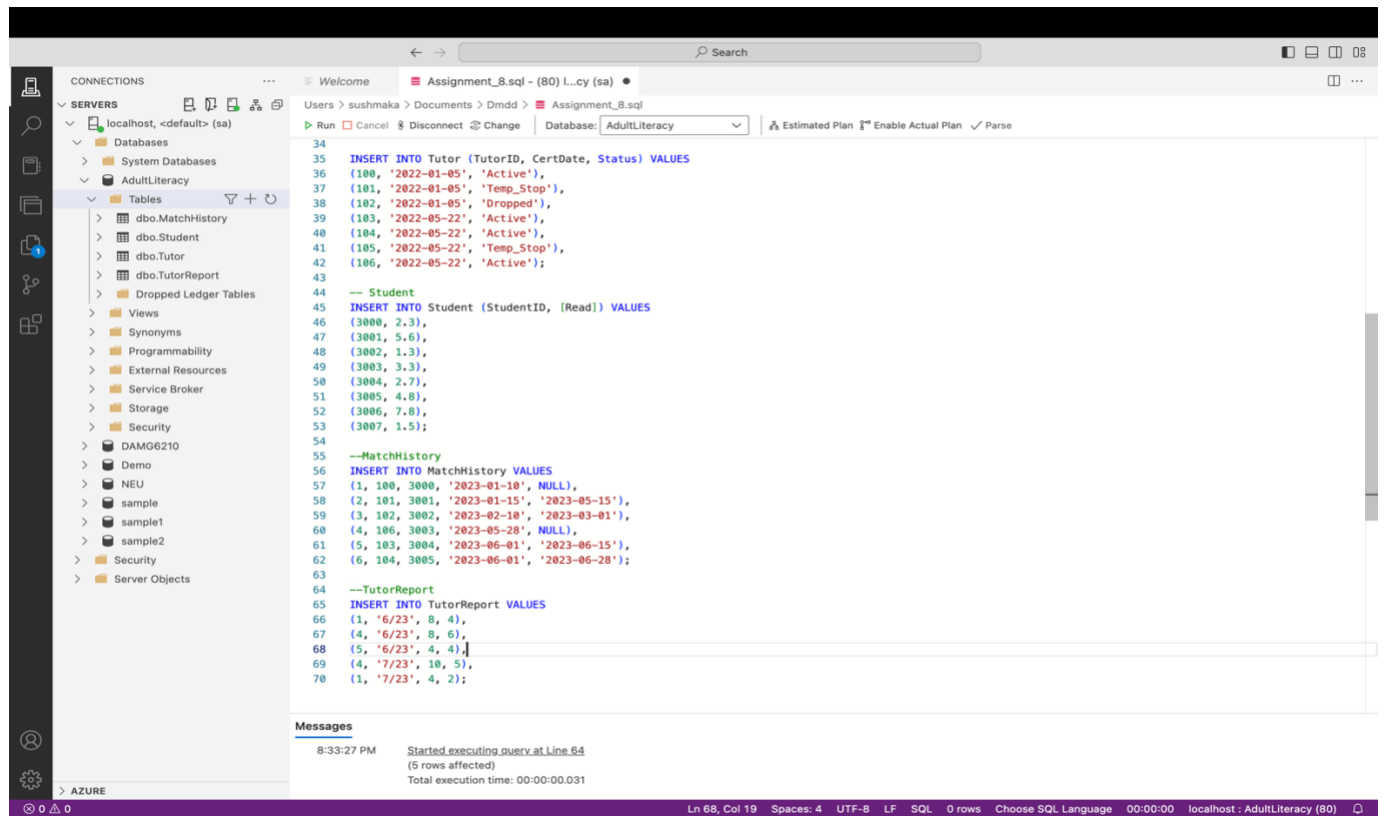 Search
CONNECTIONS ...
SERVERS
localhost, <default> (sa)
Databases
System Databases
AdultLiteracy
Tables
dbo.MatchHistory
dbo.Student
dbo.Tutor
dbo.TutorReport
Dropped Ledger Tables
Views
Synonyms
Programmability
External Resources
Service Broker
Storage
Security
DAMG6210
Demo
NEU
sample
sample1
sample2
Security
Server Objects
AZURE
1
Welcome
Assignment_8.sql - (80) l...cy (sa)
Users > sushmaka > Documents > Dmdd > Assignment_8.sql
Run Cancel Disconnect Change Database: AdultLiteracy Estimated Plan Enable Actual Plan Parse
34
35 INSERT INTO Tutor (TutorID, CertDate, Status) VALUES
36 (100, '2022-01-05', 'Active'),
37 (101, '2022-01-05', 'Temp_Stop'),
38 (102, '2022-01-05', 'Dropped'),
39 (103, '2022-05-22', 'Active'),
40 (104, '2022-05-22', 'Active'),
41 (105, '2022-05-22', 'Temp_Stop'),
42 (106, '2022-05-22', 'Active');
43
44 -- Student
45 INSERT INTO Student (StudentID, [Read]) VALUES
46 (3000, 2.3),
47 (3001, 5.6),
48 (3002, 1.3),
49 (3003, 3.3),
50 (3004, 2.7),
51 (3005, 4.8),
52 (3006, 7.8),
53 (3007, 1.5);
54
55 --MatchHistory
56 INSERT INTO MatchHistory VALUES
57 (1, 100, 3000, '2023-01-10', NULL),
58 (2, 101, 3001, '2023-01-15', '2023-05-15'),
59 (3, 102, 3002, '2023-02-10', '2023-03-01'),
60 (4, 106, 3003, '2023-05-28', NULL),
61 (5, 103, 3004, '2023-06-01', '2023-06-15'),
62 (6, 104, 3005, '2023-06-01', '2023-06-28');
63
64 --TutorReport
65 INSERT INTO TutorReport VALUES
66 (1, '6/23', 8, 4),
67 (4, '6/23', 8, 6),
68 (5, '6/23', 4, 4),
69 (4, '7/23', 10, 5),
70 (1, '7/23', 4, 2);
Messages
8:33:27 PM Started executing query at Line 64
(5 rows affected)
Total execution time: 00:00:00.031
0 0 Ln 68, Col 19 Spaces: 4 UTF-8 LF SQL 0 rows Choose SQL Language 00:00:00 localhost : AdultLiteracy (80)